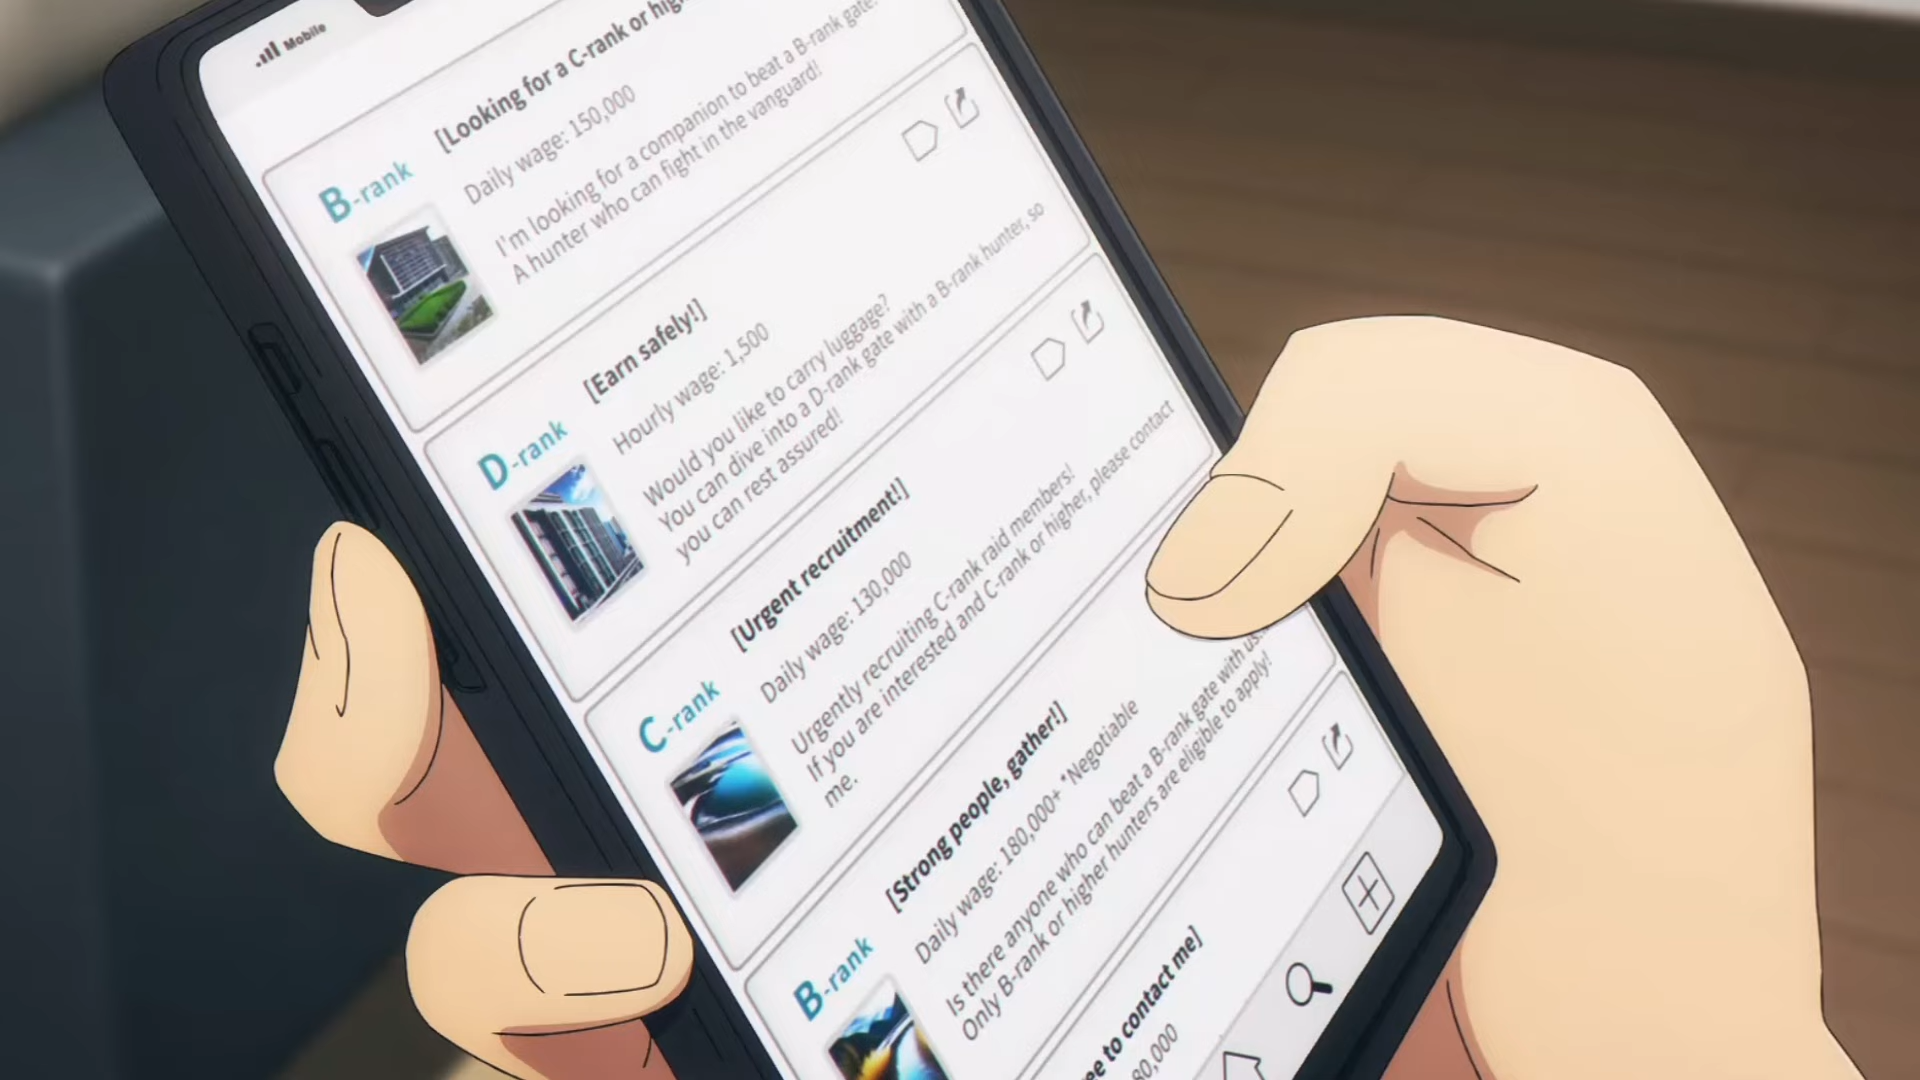 Mobile
B-rank
[Looking for a C-rank or
Daily wage: 150,000
I'm looking for a companion to beat a B-rank gate.
A hunter who can fight in the vanguard!
D-rank
[Earn safely!]
Hourly wage: 1,500
Would you like to carry luggage?
You can dive into a D-rank gate with a B-rank hunter, so
you can rest assured!
C-rank
[Urgent recruitment!]
Daily wage: 130,000
Urgently recruiting C-rank raid members!
If you are interested and C-rank or higher, please contact
me.
B-rank
[Strong people, gather!]
Daily wage: 180,000+ *Negotiable
Is there anyone who can beat a B-rank gate with us
Only B-rank or higher hunters are eligible to apply!
to contact me]
80,000